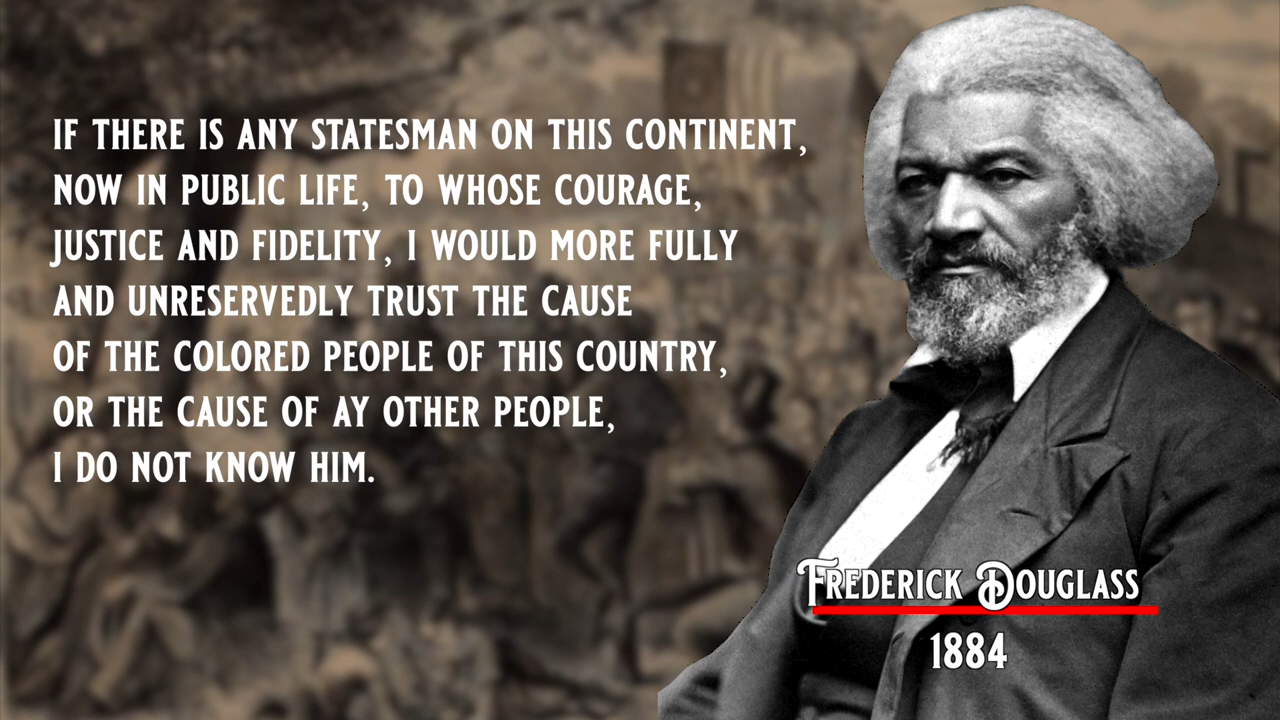 IF THERE IS ANY STATESMAN ON THIS CONTINENT,
NOW IN PUBLIC LIFE, TO WHOSE COURAGE,
JUSTICE AND FIDELITY, I WOULD MORE FULLY
AND UNRESERVEDLY TRUST THE CAUSE
OF THE COLORED PEOPLE OF THIS COUNTRY,
OR THE CAUSE OF AY OTHER PEOPLE,
I DO NOT KNOW HIM.
FREDERICK DOUGLASS
1884